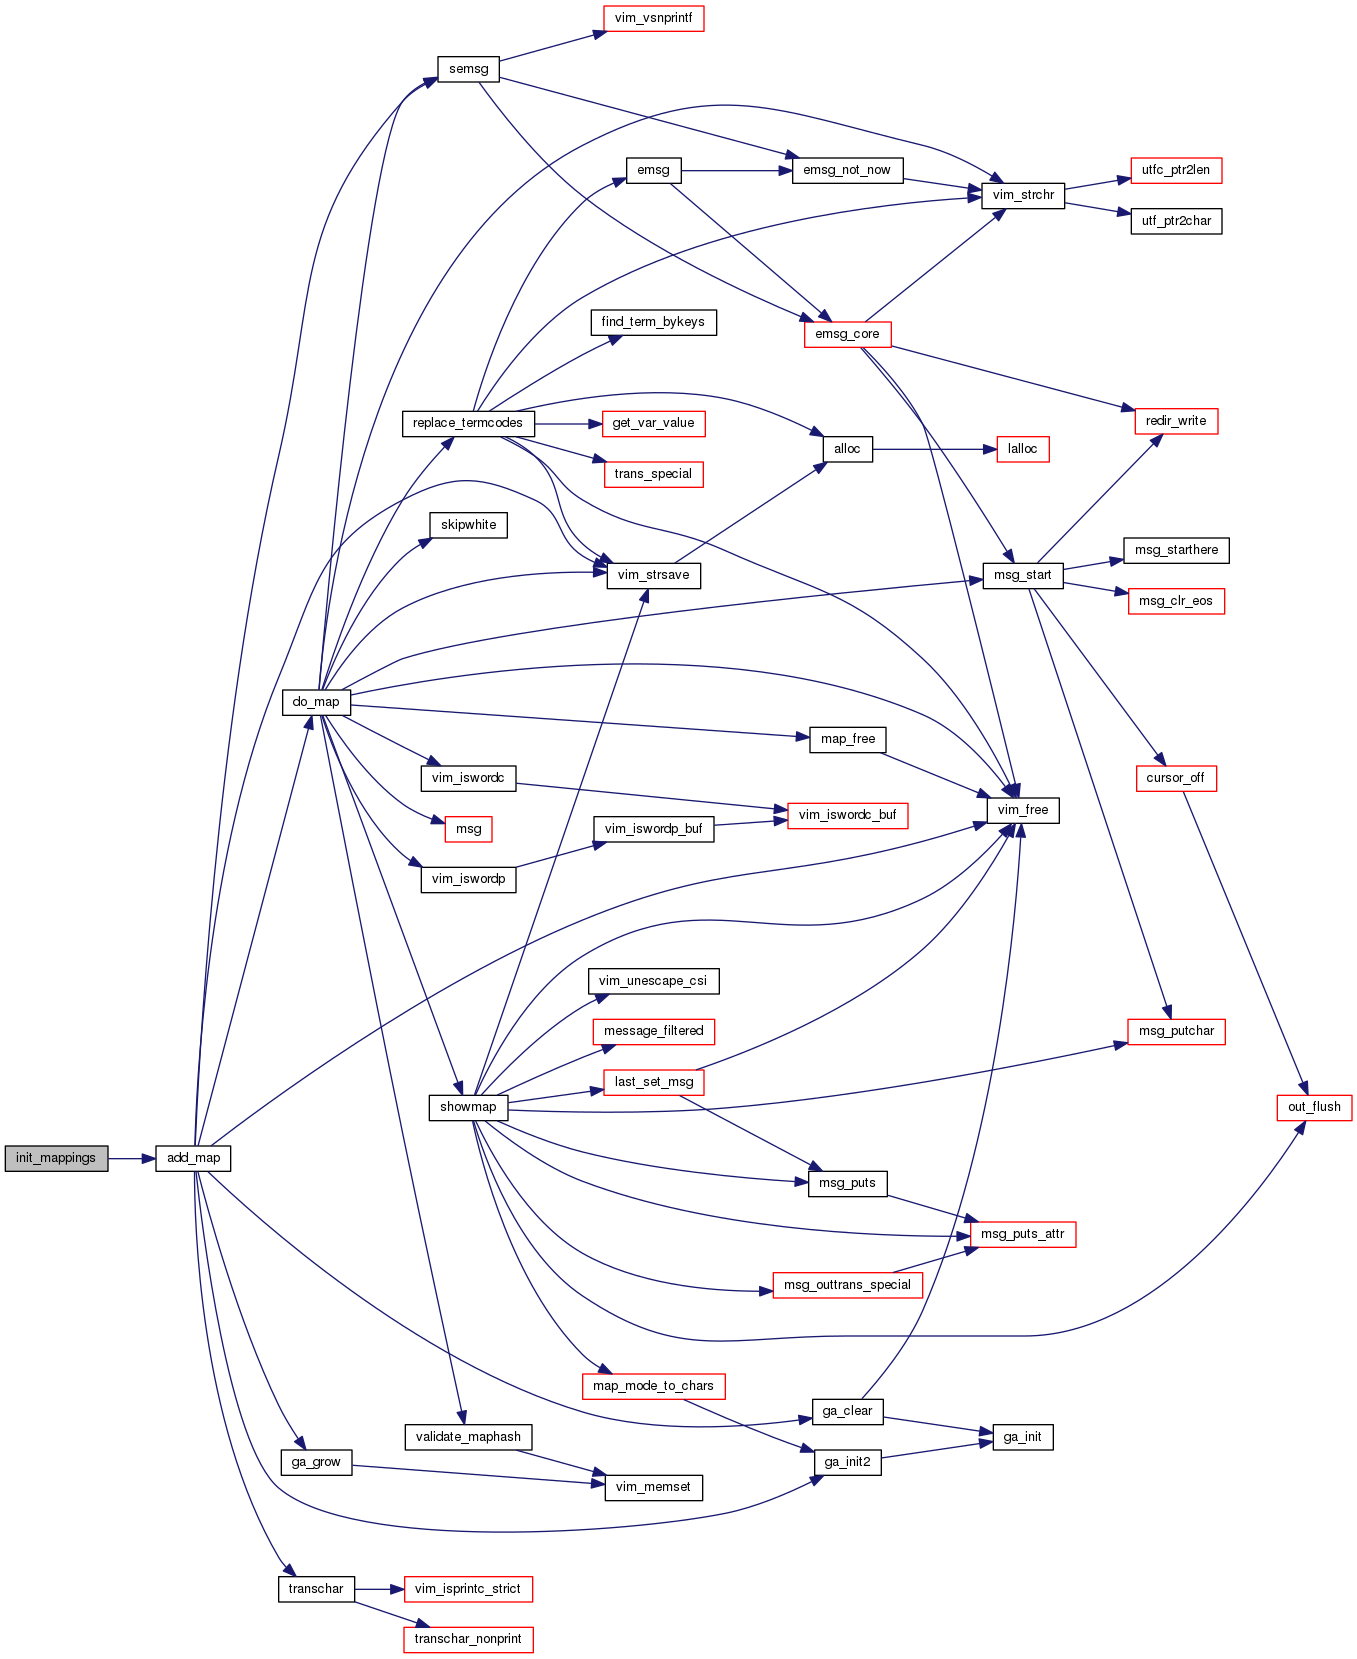 vim_vsnprintf
semsg
emsg
emsg_not_now
utfc_ptr2len
vim_strchr
utf_ptr2char
find_term_bykeys
emsg_core
replace_termcodes
get_var_value
redir_write
alloc
lalloc
trans_special
skipwhite
msg_starthere
vim_strsave
msg_start
msg_clr_eos
do_map
map_free
vim_iswordc
cursor_off
vim_free
vim_iswordc_buf
msg
vim_iswordp_buf
vim_iswordp
vim_unescape_csi
message_filtered
msg_putchar
last_set_msg
showmap
out_flush
init_mappings
add_map
msg_puts
msg_puts_attr
msg_outtrans_special
map_mode_to_chars
ga_clear
validate_maphash
ga_init
ga_grow
ga_init2
vim_memset
transchar
vim_isprintc_strict
transchar_nonprint